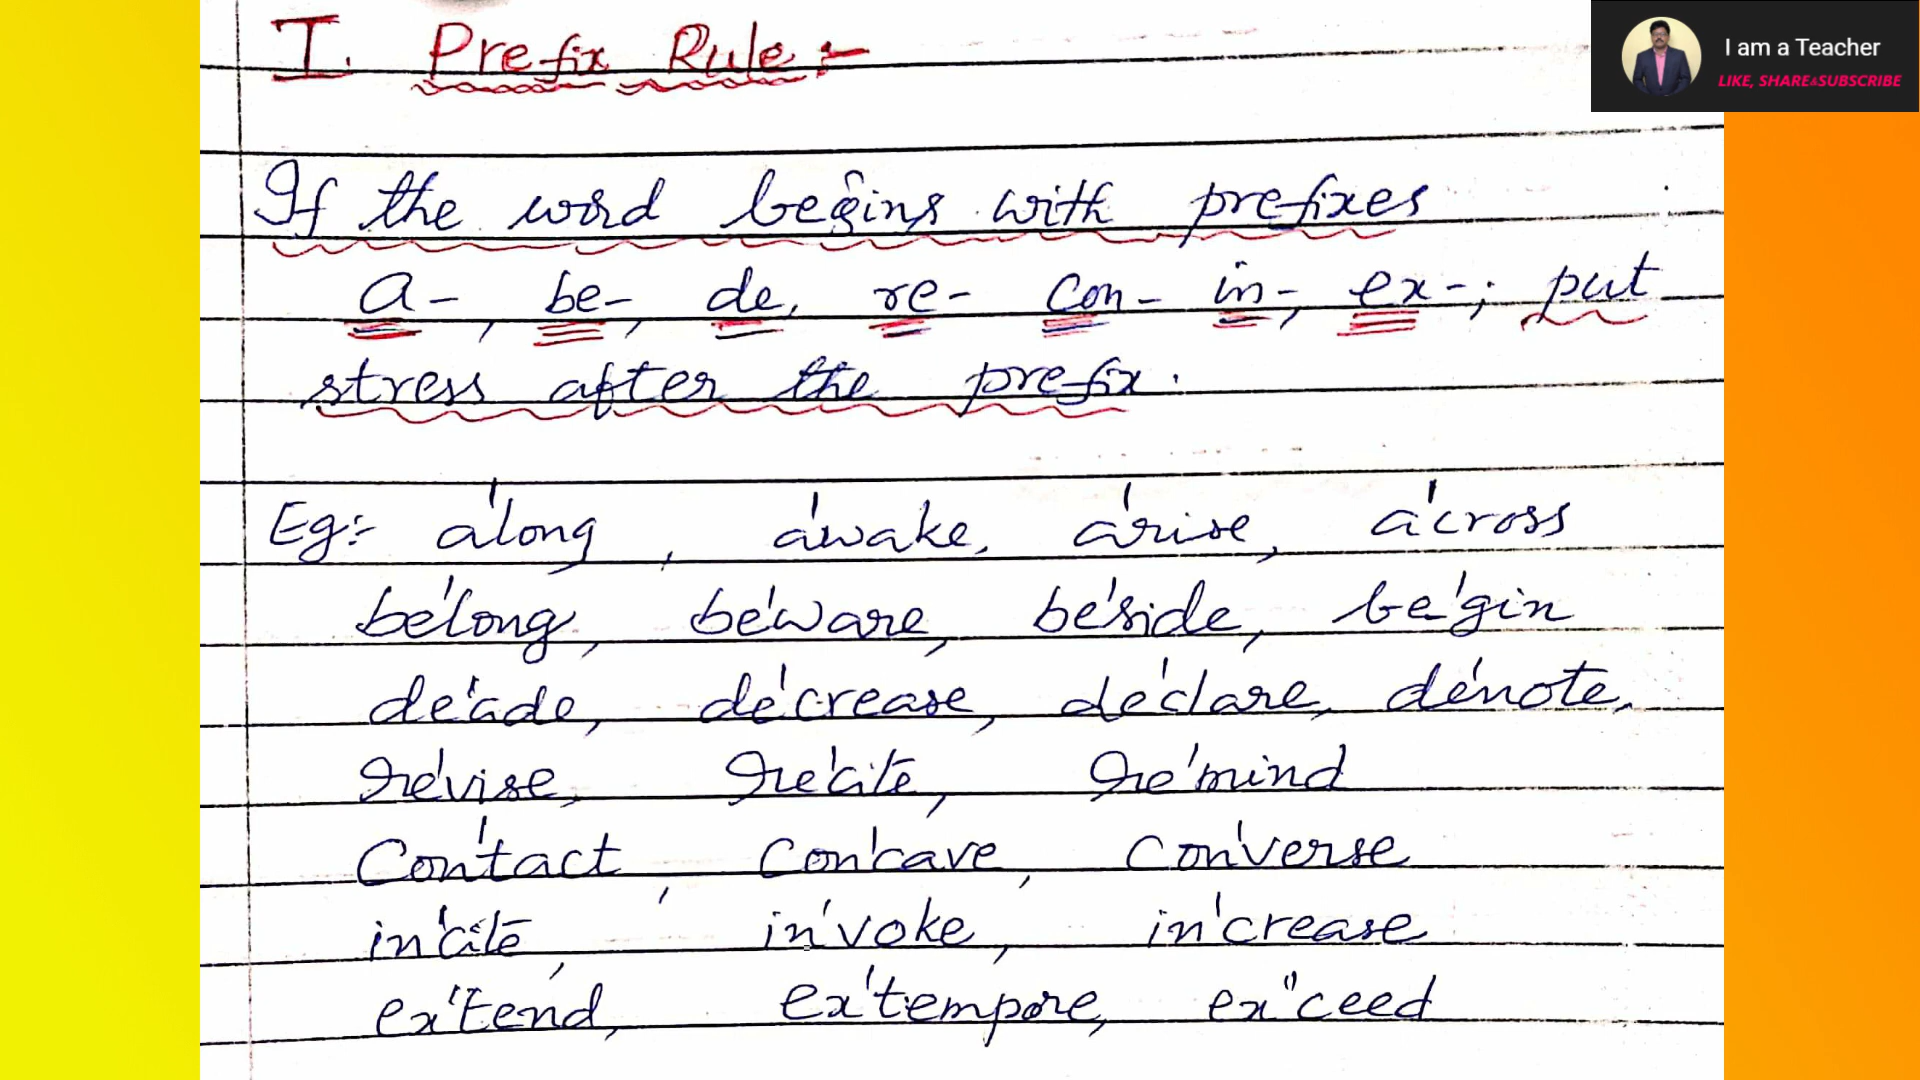 I. Prefix Rule :-
I am a Teacher
LIKE, SHARE&SUBSCRIBE
If the word begins with prefixes
a-, be-, de, re- con- in-, ex-; put
stress after the prefix.
Eg:- a'long, a'wake, a'rise, a'cross
be'long, be'ware, be'side, be'gin
de'cide, de'crease, de'clare, de'note,
re'vise, re'cite, re'mind
Con'tact, Con'cave, Con'verse
in'cite, in'voke, in'crease
ex'tend, ex'tempore, ex'ceed